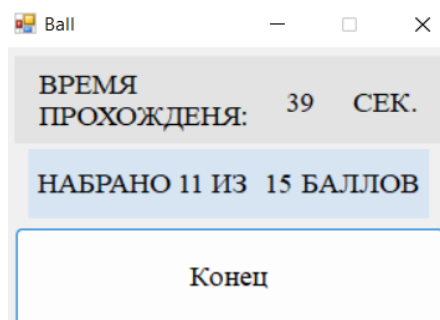 Ball
ВРЕМЯ
ПРОХОЖДЕНЯ: 39 СЕК.
НАБРАНО 11 ИЗ 15 БАЛЛОВ
Конец